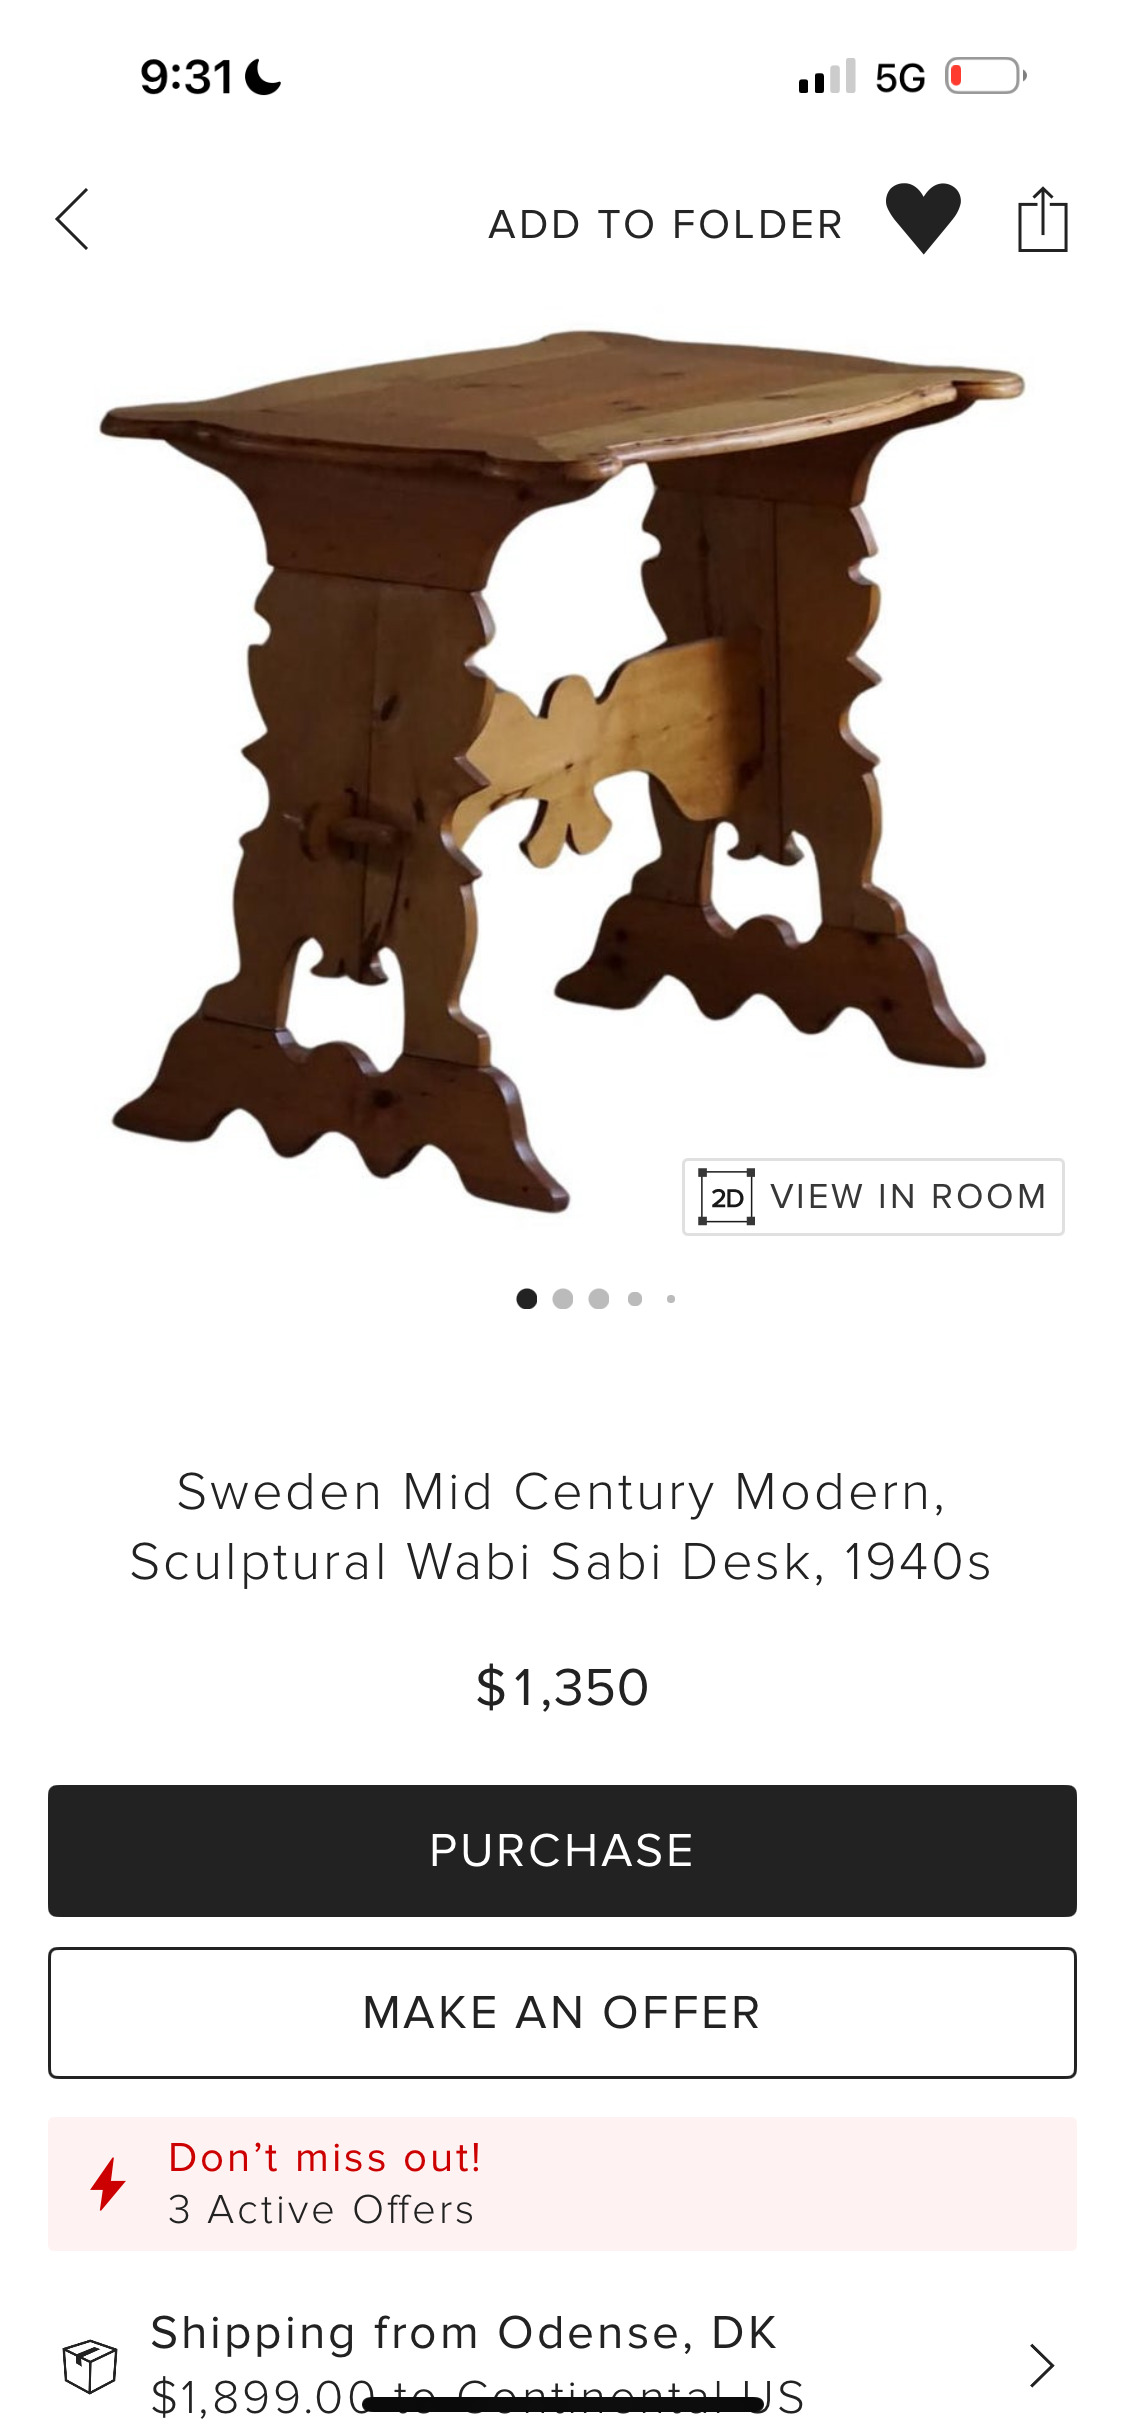 9:31
5G
ADD TO FOLDER
2D VIEW IN ROOM
Sweden Mid Century Modern,
Sculptural Wabi Sabi Desk, 1940s
$1,350
PURCHASE
MAKE AN OFFER
Don’t miss out!
3 Active Offers
Shipping from Odense, DK
$1,899.00 to Continental US